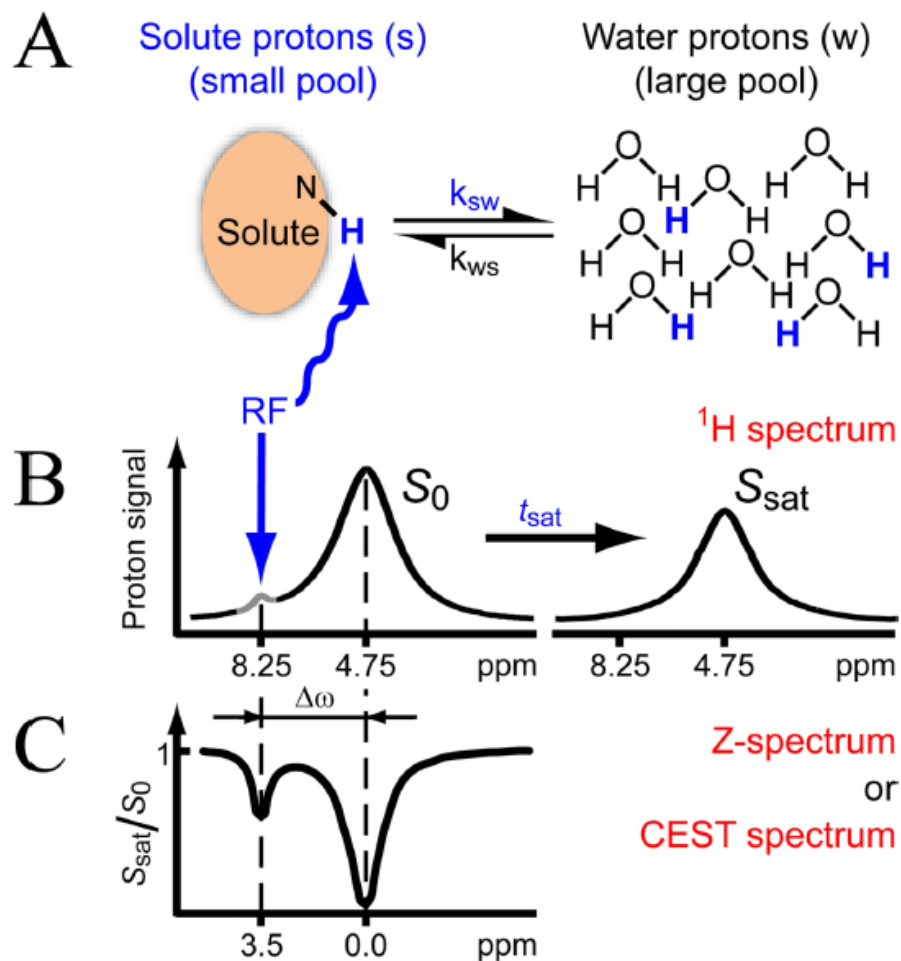 A
Solute protons (s)
(small pool)
Water protons (w)
(large pool)
N
Solute H
k_sw
k_ws
O
H H
O
H H
O
H H
O
H H
O
H H
O
H H
O
H H
O
H H
RF
¹H spectrum
B
Proton signal
S₀
t_sat
S_sat
8.25 4.75 ppm
8.25 4.75 ppm
C
Δω
1
S_sat/S₀
Z-spectrum
or
CEST spectrum
3.5 0.0 ppm